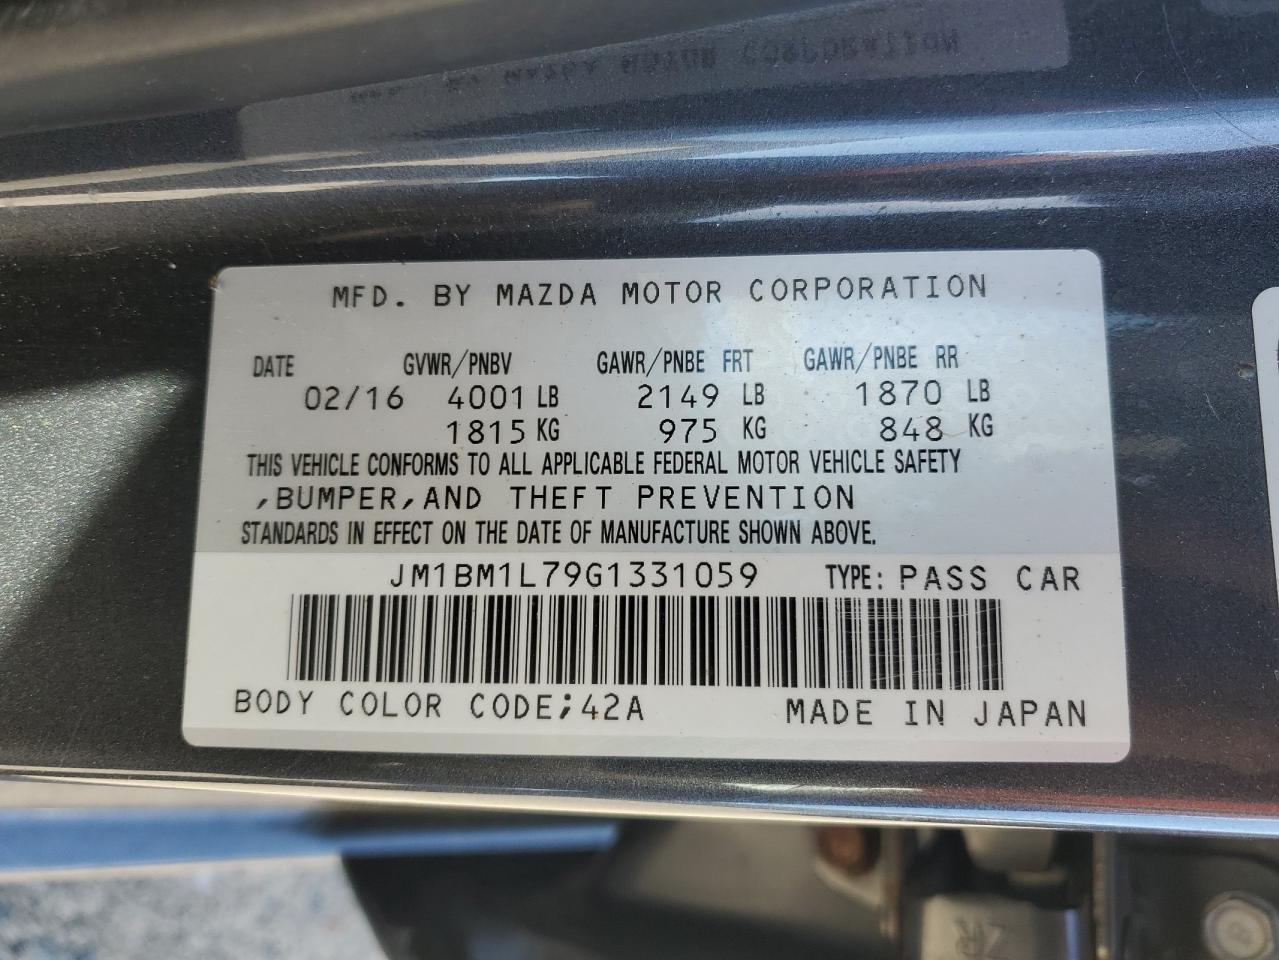 MFD. BY MAZDA MOTOR CORPORATION
DATE GVWR/PNBV GAWR/PNBE FRT GAWR/PNBE RR
02/16 4001 LB 2149 LB 1870 LB
1815 KG 975 KG 848 KG
THIS VEHICLE CONFORMS TO ALL APPLICABLE FEDERAL MOTOR VEHICLE SAFETY
,BUMPER,AND THEFT PREVENTION
STANDARDS IN EFFECT ON THE DATE OF MANUFACTURE SHOWN ABOVE.
JM1BM1L79G1331059 TYPE: PASS CAR
BODY COLOR CODE;42A MADE IN JAPAN